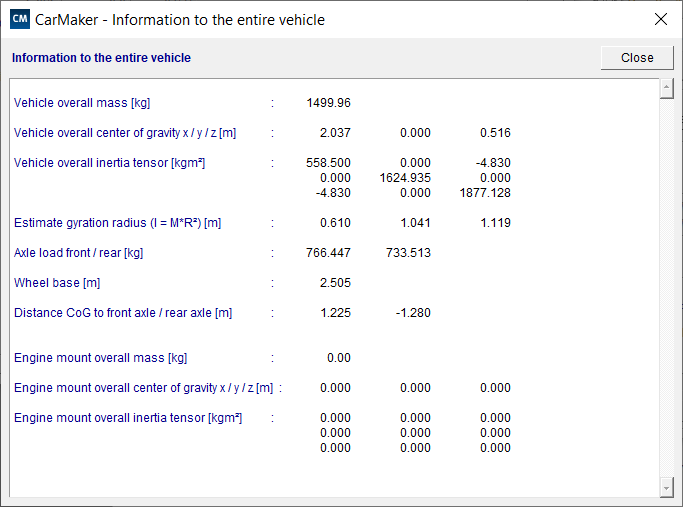 CM CarMaker - Information to the entire vehicle
Information to the entire vehicle Close
Vehicle overall mass [kg] : 1499.96
Vehicle overall center of gravity x / y / z [m] : 2.037 0.000 0.516
Vehicle overall inertia tensor [kgm²] : 558.500 0.000 -4.830
0.000 1624.935 0.000
-4.830 0.000 1877.128
Estimate gyration radius (I = M*R²) [m] : 0.610 1.041 1.119
Axle load front / rear [kg] : 766.447 733.513
Wheel base [m] : 2.505
Distance CoG to front axle / rear axle [m] : 1.225 -1.280
Engine mount overall mass [kg] : 0.00
Engine mount overall center of gravity x / y / z [m] : 0.000 0.000 0.000
Engine mount overall inertia tensor [kgm²] : 0.000 0.000 0.000
0.000 0.000 0.000
0.000 0.000 0.000